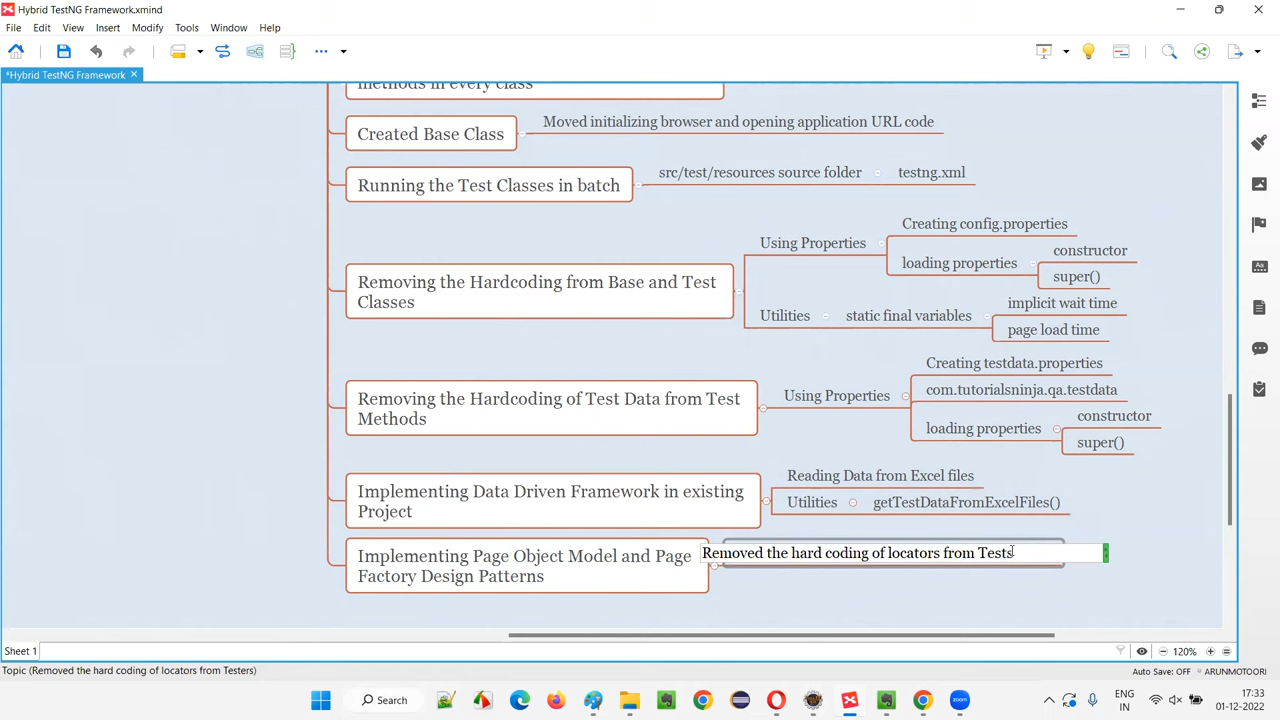 Hybrid TestNG Framework.xmind
File Edit View Insert Modify Tools Window Help
*Hybrid TestNG Framework
methods in every class
Created Base Class
Moved initializing browser and opening application URL code
Running the Test Classes in batch
src/test/resources source folder
testng.xml
Removing the Hardcoding from Base and Test
Classes
Using Properties
Creating config.properties
loading properties
constructor
super()
Utilities
static final variables
implicit wait time
page load time
Removing the Hardcoding of Test Data from Test
Methods
Using Properties
Creating testdata.properties
com.tutorialsninja.qa.testdata
loading properties
constructor
super()
Implementing Data Driven Framework in existing
Project
Reading Data from Excel files
Utilities
getTestDataFromExcelFiles()
Implementing Page Object Model and Page
Factory Design Patterns
Removed the hard coding of locators from Tests
Sheet 1
120%
Topic (Removed the hard coding of locators from Testers)
Auto Save: OFF
ARUNMOTOORI
Search
ENG
IN
17:33
01-12-2022